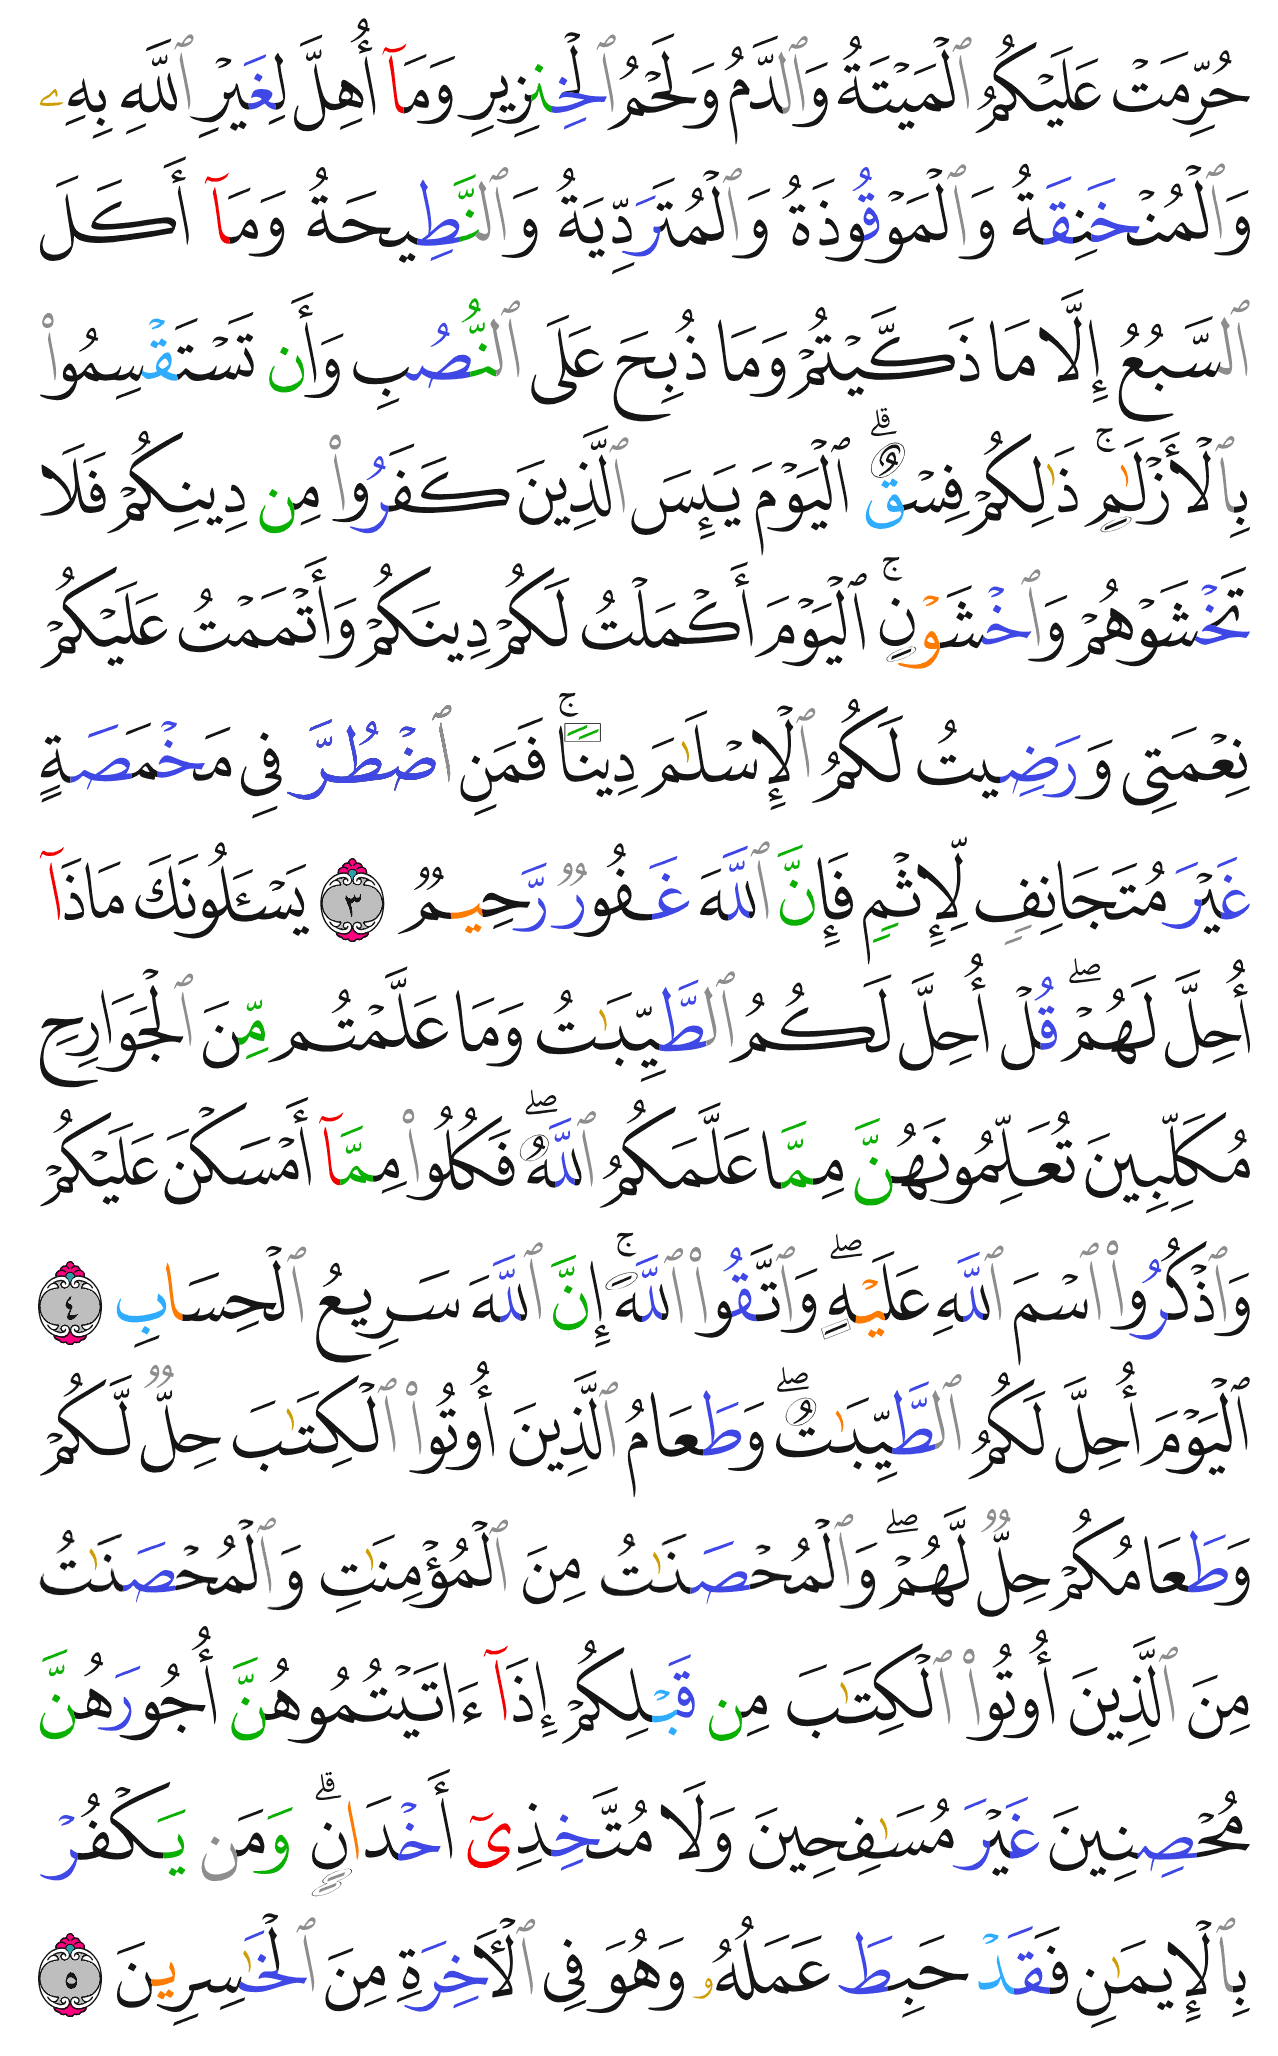 حُرِّمَتْ عَلَيْكُمُ ٱلْمَيْتَةُ وَٱلدَّمُ وَلَحْمُ ٱلْخِنزِيرِ وَمَآ أُهِلَّ لِغَيْرِ ٱللَّهِ بِهِۦ
وَٱلْمُنْخَنِقَةُ وَٱلْمَوْقُوذَةُ وَٱلْمُتَرَدِّيَةُ وَٱلنَّطِيحَةُ وَمَآ أَكَلَ
ٱلسَّبُعُ إِلَّا مَا ذَكَّيْتُمْ وَمَا ذُبِحَ عَلَى ٱلنُّصُبِ وَأَن تَسْتَقْسِمُوا۟
بِٱلْأَزْلَٰمِ ۚ ذَٰلِكُمْ فِسْقٌ ۗ ٱلْيَوْمَ يَئِسَ ٱلَّذِينَ كَفَرُوا۟ مِن دِينِكُمْ فَلَا
تَخْشَوْهُمْ وَٱخْشَوْنِ ۚ ٱلْيَوْمَ أَكْمَلْتُ لَكُمْ دِينَكُمْ وَأَتْمَمْتُ عَلَيْكُمْ
نِعْمَتِى وَرَضِيتُ لَكُمُ ٱلْإِسْلَٰمَ دِينًا ۚ فَمَنِ ٱضْطُرَّ فِى مَخْمَصَةٍ
غَيْرَ مُتَجَانِفٍ لِّإِثْمٍ فَإِنَّ ٱللَّهَ غَفُورٌ رَّحِيمٌ ٣ يَسْـَٔلُونَكَ مَاذَآ
أُحِلَّ لَهُمْ ۖ قُلْ أُحِلَّ لَكُمُ ٱلطَّيِّبَٰتُ وَمَا عَلَّمْتُم مِّنَ ٱلْجَوَارِحِ
مُكَلِّبِينَ تُعَلِّمُونَهُنَّ مِمَّا عَلَّمَكُمُ ٱللَّهُ ۖ فَكُلُوا۟ مِمَّآ أَمْسَكْنَ عَلَيْكُمْ
وَٱذْكُرُوا۟ ٱسْمَ ٱللَّهِ عَلَيْهِ ۖ وَٱتَّقُوا۟ ٱللَّهَ ۚ إِنَّ ٱللَّهَ سَرِيعُ ٱلْحِسَابِ ٤
ٱلْيَوْمَ أُحِلَّ لَكُمُ ٱلطَّيِّبَٰتُ ۖ وَطَعَامُ ٱلَّذِينَ أُوتُوا۟ ٱلْكِتَٰبَ حِلٌّ لَّكُمْ
وَطَعَامُكُمْ حِلٌّ لَّهُمْ ۖ وَٱلْمُحْصَنَٰتُ مِنَ ٱلْمُؤْمِنَٰتِ وَٱلْمُحْصَنَٰتُ
مِنَ ٱلَّذِينَ أُوتُوا۟ ٱلْكِتَٰبَ مِن قَبْلِكُمْ إِذَآ ءَاتَيْتُمُوهُنَّ أُجُورَهُنَّ
مُحْصِنِينَ غَيْرَ مُسَٰفِحِينَ وَلَا مُتَّخِذِىٓ أَخْدَانٍ ۗ وَمَن يَكْفُرْ
بِٱلْإِيمَٰنِ فَقَدْ حَبِطَ عَمَلُهُۥ وَهُوَ فِى ٱلْـَٔاخِرَةِ مِنَ ٱلْخَٰسِرِينَ ٥